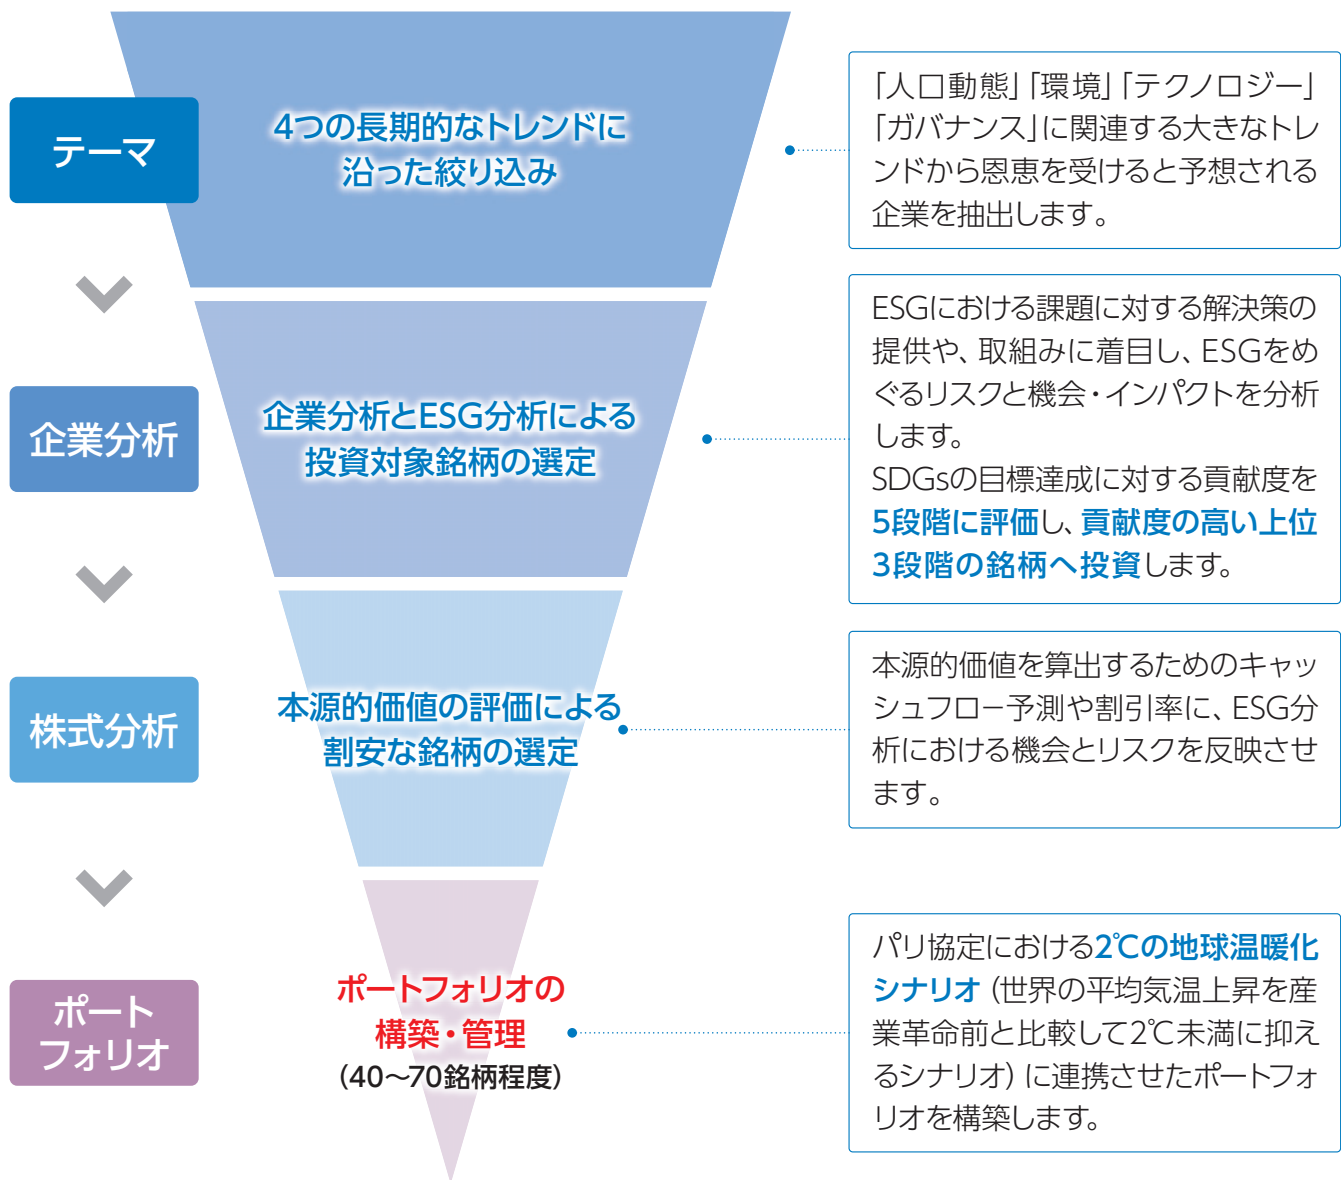 テーマ
4つの長期的なトレンドに
沿った絞り込み
「人口動態」「環境」「テクノロジー」
「ガバナンス」に関連する大きなトレ
ンドから恩恵を受けると予想される
企業を抽出します。
企業分析
企業分析とESG分析による
投資対象銘柄の選定
ESGにおける課題に対する解決策の
提供や、取組みに着目し、ESGをめ
ぐるリスクと機会・インパクトを分析
します。
SDGsの目標達成に対する貢献度を
5段階に評価し、貢献度の高い上位
3段階の銘柄へ投資します。
株式分析
本源的価値の評価による
割安な銘柄の選定
本源的価値を算出するためのキャッ
シュフロー予測や割引率に、ESG分
析における機会とリスクを反映させ
ます。
ポート
フォリオ
ポートフォリオの
構築・管理
（40～70銘柄程度）
パリ協定における2℃の地球温暖化
シナリオ（世界の平均気温上昇を産
業革命前と比較して2℃未満に抑え
るシナリオ）に連携させたポートフォ
リオを構築します。